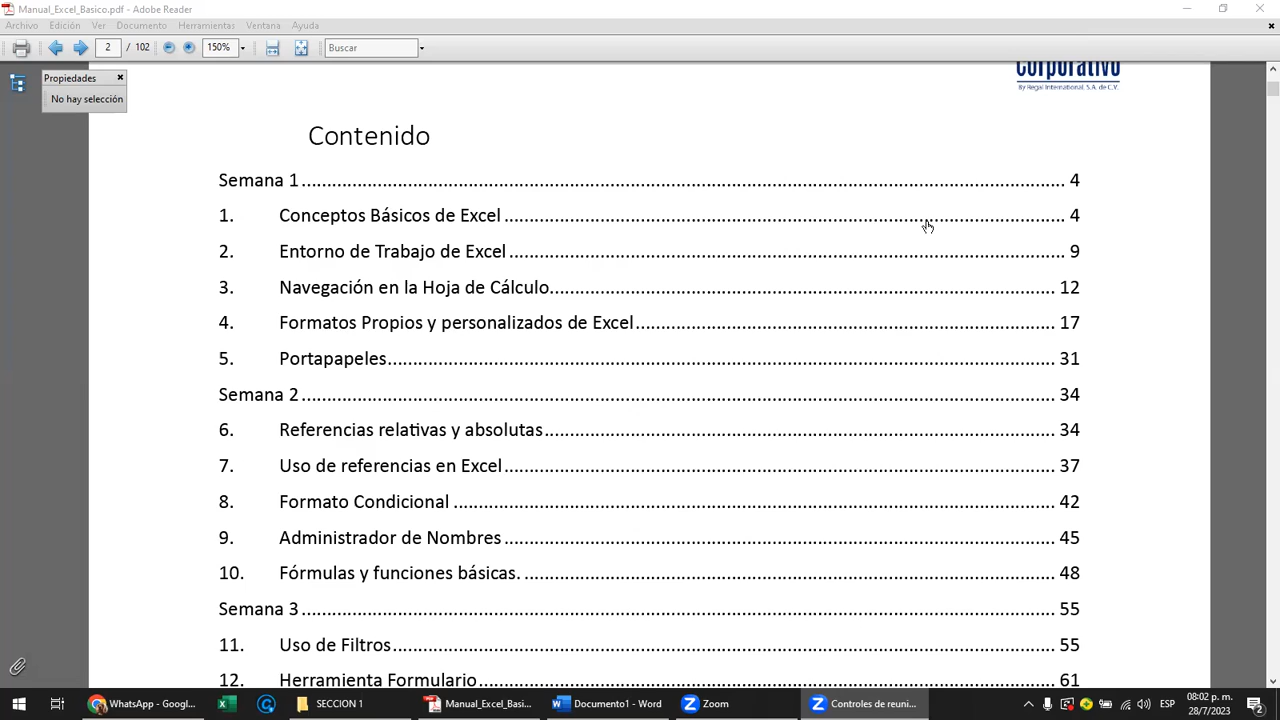 Manual_Excel_Basico.pdf - Adobe Reader
Archivo Edición Ver Documento Herramientas Ventana Ayuda
2 / 102 150% Buscar
Propiedades
No hay selección
Corporativo
By Regal International, S.A. de C.V.
Contenido
Semana 1 4
1. Conceptos Básicos de Excel 4
2. Entorno de Trabajo de Excel 9
3. Navegación en la Hoja de Cálculo 12
4. Formatos Propios y personalizados de Excel 17
5. Portapapeles 31
Semana 2 34
6. Referencias relativas y absolutas 34
7. Uso de referencias en Excel 37
8. Formato Condicional 42
9. Administrador de Nombres 45
10. Fórmulas y funciones básicas. 48
Semana 3 55
11. Uso de Filtros 55
12. Herramienta Formulario 61
WhatsApp - Googl... SECCION 1 Manual_Excel_Basi... Documento1 - Word Zoom Controles de reuni... ESP 08:02 p. m.
28/7/2023